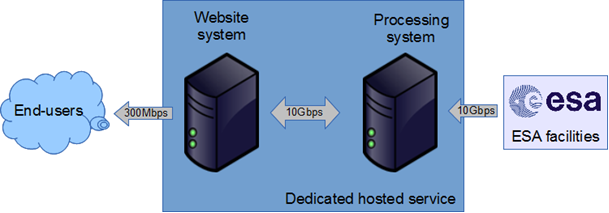 Website
system
Processing
system
End-users
300Mbps
10Gbps
10Gbps
esa
ESA facilities
Dedicated hosted service